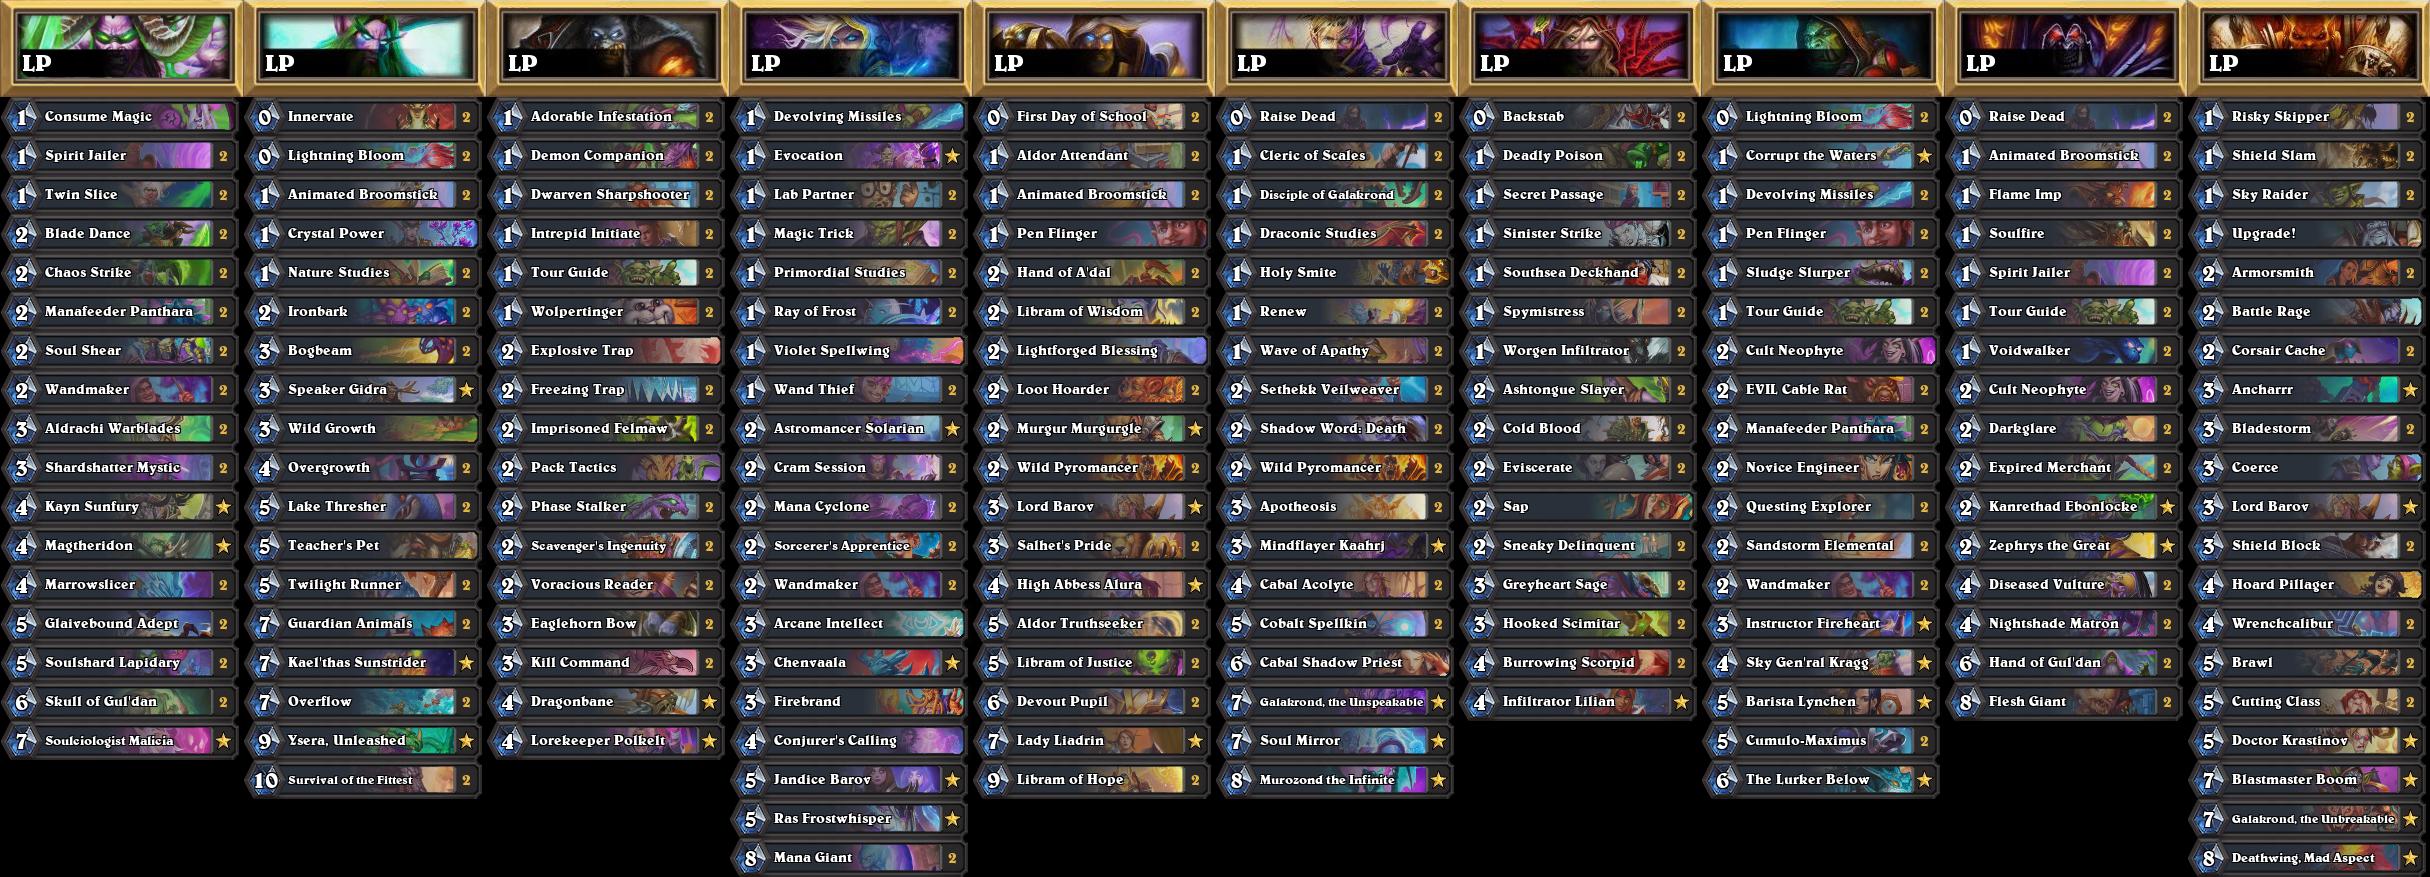 LP
1 Consume Magic
1 Spirit Jailer 2
1 Twin Slice 2
2 Blade Dance 2
2 Chaos Strike 2
2 Manafeeder Panthara 2
2 Soul Shear 2
2 Wandmaker 2
3 Aldrachi Warblades 2
3 Shardshatter Mystic 2
4 Kayn Sunfury
4 Magtheridon
4 Marrowslicer 2
5 Glaivebound Adept 2
5 Soulshard Lapidary 2
6 Skull of Gul'dan 2
7 Soulciologist Malicia
LP
0 Innervate 2
0 Lightning Bloom 2
1 Animated Broomstick 2
1 Crystal Power
1 Nature Studies 2
2 Ironbark 2
3 Bogbeam 2
3 Speaker Gidra
3 Wild Growth
4 Overgrowth 2
5 Lake Thresher 2
5 Teacher's Pet 2
5 Twilight Runner 2
7 Guardian Animals 2
7 Kael'thas Sunstrider
7 Overflow 2
9 Ysera, Unleashed
10 Survival of the Fittest 2
LP
1 Adorable Infestation 2
1 Demon Companion 2
1 Dwarven Sharpshooter 2
1 Intrepid Initiate 2
1 Tour Guide 2
1 Wolpertinger 2
2 Explosive Trap
2 Freezing Trap 2
2 Imprisoned Felmaw 2
2 Pack Tactics
2 Phase Stalker 2
2 Scavenger's Ingenuity 2
2 Voracious Reader 2
3 Eaglehorn Bow 2
3 Kill Command 2
4 Dragonbane
4 Lorekeeper Polkelt
LP
1 Devolving Missiles
1 Evocation
1 Lab Partner 2
1 Magic Trick 2
1 Primordial Studies 2
1 Ray of Frost 2
1 Violet Spellwing
1 Wand Thief 2
2 Astromancer Solarian
2 Cram Session 2
2 Mana Cyclone 2
2 Sorcerer's Apprentice 2
2 Wandmaker 2
3 Arcane Intellect
3 Chenvaala
3 Firebrand
4 Conjurer's Calling
5 Jandice Barov
5 Ras Frostwhisper
8 Mana Giant 2
LP
0 First Day of School 2
1 Aldor Attendant 2
1 Animated Broomstick 2
1 Pen Flinger
2 Hand of A'dal 2
2 Libram of Wisdom 2
2 Lightforged Blessing
2 Loot Hoarder 2
2 Murgur Murgurgle
2 Wild Pyromancer 2
3 Lord Barov
3 Salhet's Pride 2
4 High Abbess Alura
5 Aldor Truthseeker 2
5 Libram of Justice 2
6 Devout Pupil 2
7 Lady Liadrin
9 Libram of Hope 2
LP
0 Raise Dead 2
1 Cleric of Scales 2
1 Disciple of Galakrond 2
1 Draconic Studies 2
1 Holy Smite
1 Renew 2
1 Wave of Apathy 2
2 Sethekk Veilweaver 2
2 Shadow Word: Death 2
2 Wild Pyromancer 2
3 Apotheosis 2
3 Mindflayer Kaahrj
4 Cabal Acolyte 2
5 Cobalt Spellkin 2
6 Cabal Shadow Priest
7 Galakrond, the Unspeakable
7 Soul Mirror
8 Murozond the Infinite
LP
0 Backstab 2
1 Deadly Poison 2
1 Secret Passage 2
1 Sinister Strike 2
1 Southsea Deckhand 2
1 Spymistress 2
1 Worgen Infiltrator 2
2 Ashtongue Slayer 2
2 Cold Blood 2
2 Eviscerate 2
2 Sap
2 Sneaky Delinquent 2
3 Greyheart Sage 2
3 Hooked Scimitar 2
4 Burrowing Scorpid 2
4 Infiltrator Lilian
LP
0 Lightning Bloom 2
1 Corrupt the Waters
1 Devolving Missiles 2
1 Pen Flinger 2
1 Sludge Slurper 2
1 Tour Guide 2
2 Cult Neophyte
2 EVIL Cable Rat 2
2 Manafeeder Panthara 2
2 Novice Engineer 2
2 Questing Explorer 2
2 Sandstorm Elemental 2
2 Wandmaker 2
3 Instructor Fireheart
4 Sky Gen'ral Kragg
5 Barista Lynchen
5 Cumulo-Maximus 2
6 The Lurker Below
LP
0 Raise Dead 2
1 Animated Broomstick 2
1 Flame Imp 2
1 Soulfire 2
1 Spirit Jailer 2
1 Tour Guide 2
1 Voidwalker 2
2 Cult Neophyte 2
2 Darkglare 2
2 Expired Merchant 2
2 Kanrethad Ebonlocke
2 Zephrys the Great
4 Diseased Vulture 2
4 Nightshade Matron 2
6 Hand of Gul'dan 2
8 Flesh Giant 2
LP
1 Risky Skipper 2
1 Shield Slam 2
1 Sky Raider 2
1 Upgrade!
2 Armorsmith 2
2 Battle Rage
2 Corsair Cache 2
3 Ancharrr
3 Bladestorm 2
3 Coerce
3 Lord Barov
3 Shield Block 2
4 Hoard Pillager
4 Wrenchcalibur 2
5 Brawl 2
5 Cutting Class 2
5 Doctor Krastinov
7 Blastmaster Boom
7 Galakrond, the Unbreakable
8 Deathwing, Mad Aspect